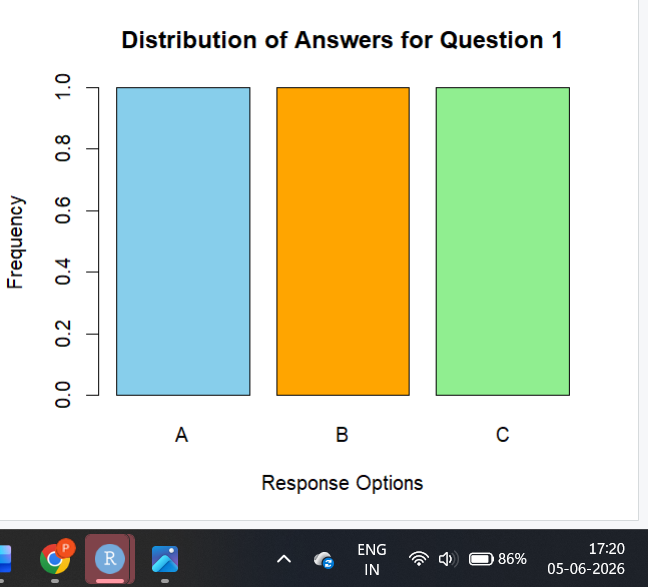 Distribution of Answers for Question 1
Frequency
1.0
0.8
0.6
0.4
0.2
0.0
A B C
Response Options
P
R
ENG
IN
86%
17:20
05-06-2026